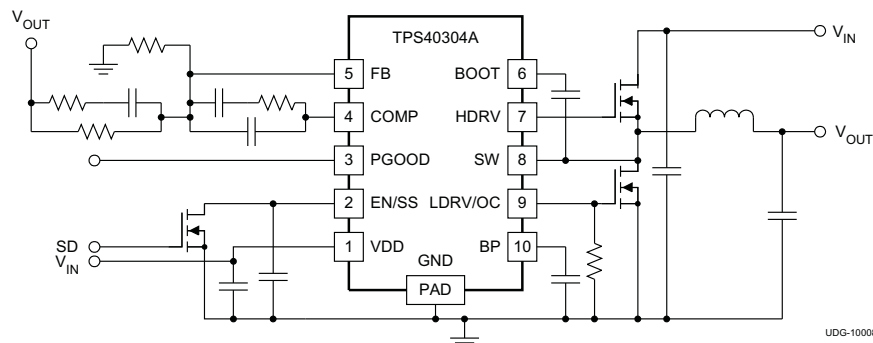 VOUT
TPS40304A
VIN
5 FB
BOOT 6
4 COMP
HDRV 7
VOUT
3 PGOOD
SW 8
2 EN/SS
LDRV/OC 9
SD
VIN
1 VDD
BP 10
GND
PAD